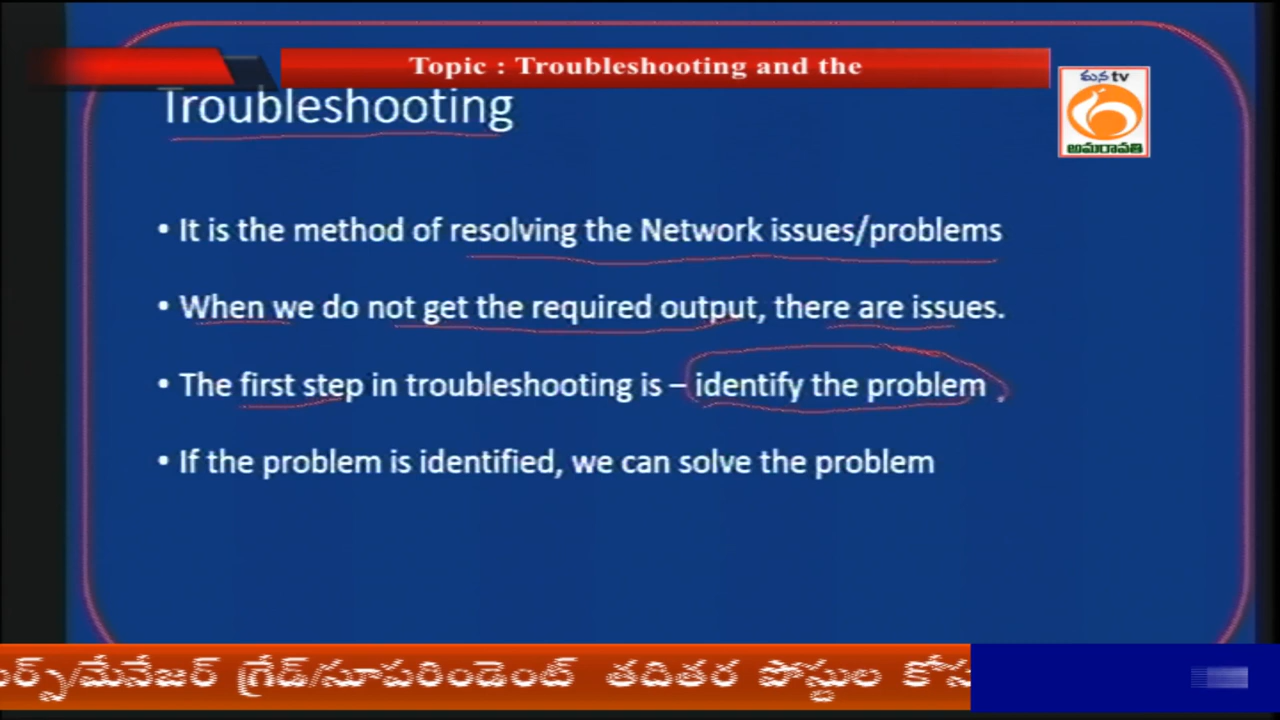 Topic : Troubleshooting and the
మన tv
అమరావతి
Troubleshooting
• It is the method of resolving the Network issues/problems
• When we do not get the required output, there are issues.
• The first step in troubleshooting is – identify the problem
• If the problem is identified, we can solve the problem
/మేనేజర్ గ్రేడ్/సూపరిండెంట్ తదితర పోస్టుల